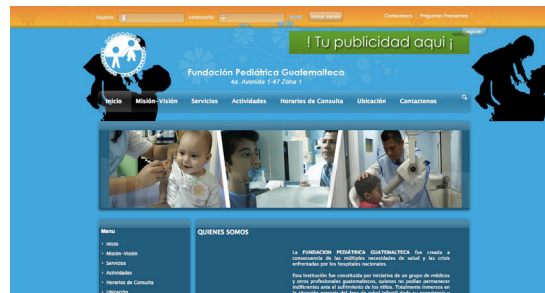 Usuario:
Contraseña:
Iniciar sesión
Contactenos | Preguntas Frecuentes
! Tu publicidad aqui ¡
registrar
Fundación Pediátrica Guatemalteca
4a. Avenida 1-47 Zona 1
Inicio Misión-Visión Servicios Actividades Horarios de Consulta Ubicación Contactenos
Menu
Inicio
Misión-Visión
Servicios
Actividades
Horarios de Consulta
Ubicación
QUIENES SOMOS
La FUNDACIÓN PEDIÁTRICA GUATEMALTECA fue creada a
consecuencia de las múltiples necesidades de salud y las crisis
enfrentadas por los hospitales nacionales.
Esta Institución fue constituida por iniciativa de un grupo de médicos
y otros profesionales guatemaltecos, quienes no podían permanecer
indiferentes ante el sufrimiento de los niños. Totalmente inmersos en